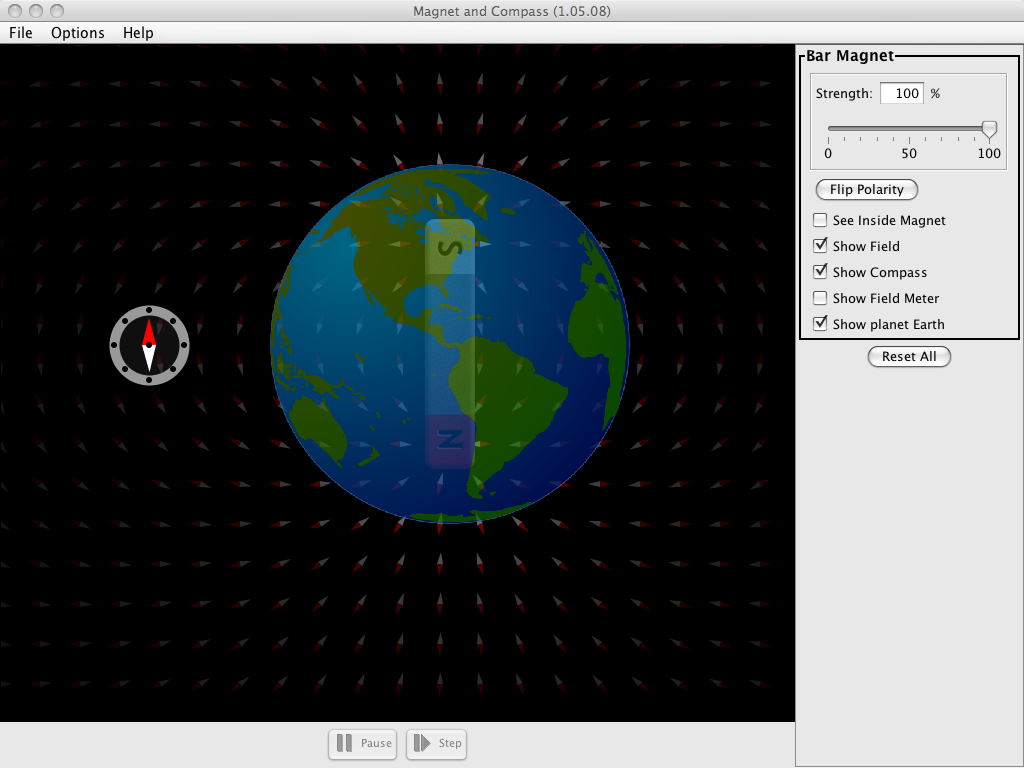 Magnet and Compass (1.05.08)
File Options Help
Bar Magnet
Strength: 100 %
0 50 100
Flip Polarity
See Inside Magnet
Show Field
Show Compass
Show Field Meter
Show planet Earth
Reset All
S
N
Pause Step